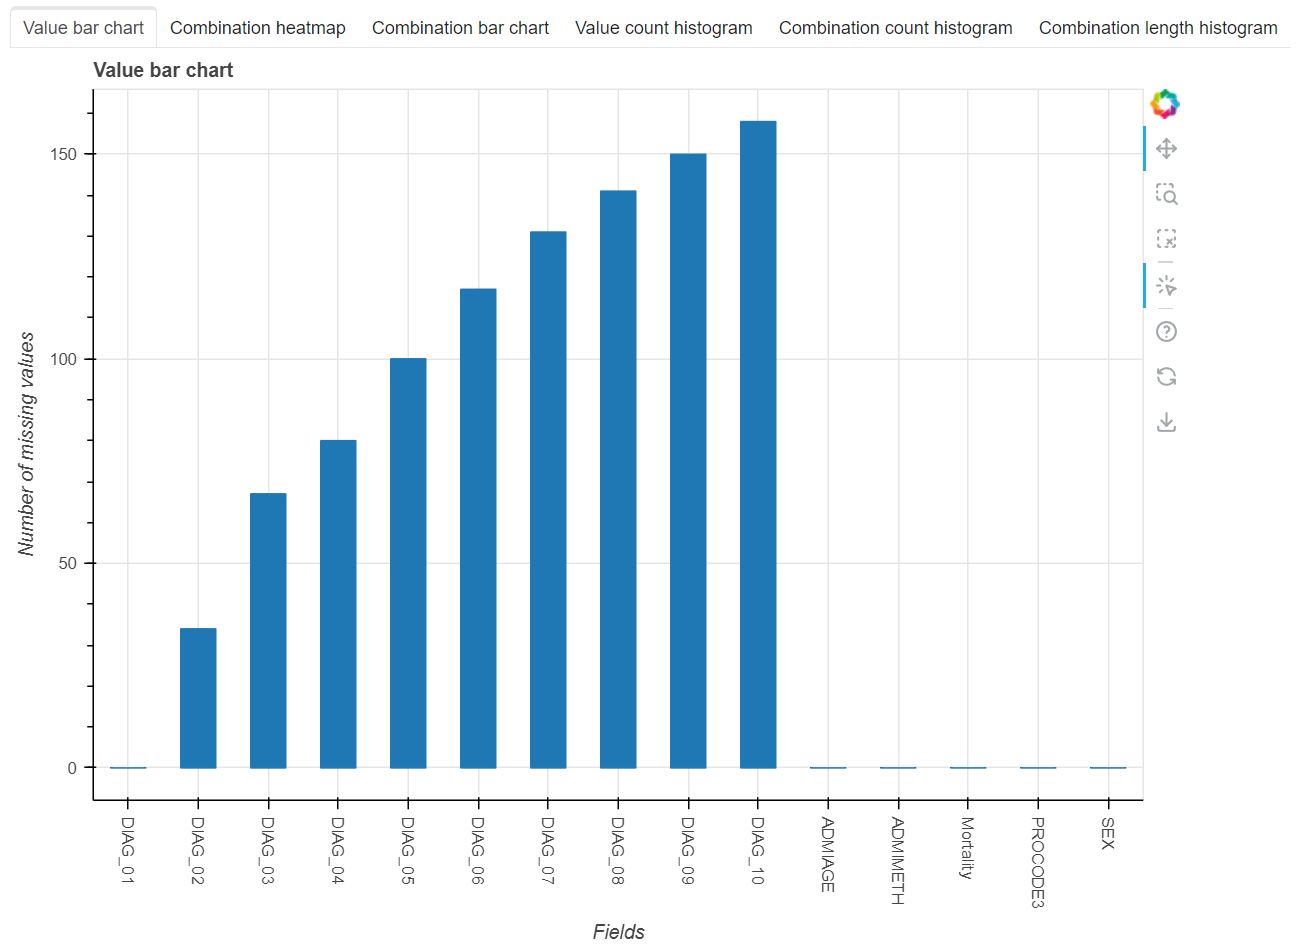 Value bar chart Combination heatmap Combination bar chart Value count histogram Combination count histogram Combination length histogram
Value bar chart
Number of missing values
150
100
50
0
DIAG_01
DIAG_02
DIAG_03
DIAG_04
DIAG_05
DIAG_06
DIAG_07
DIAG_08
DIAG_09
DIAG_10
ADMIAGE
ADMIMETH
Mortality
PROCODE3
SEX
Fields